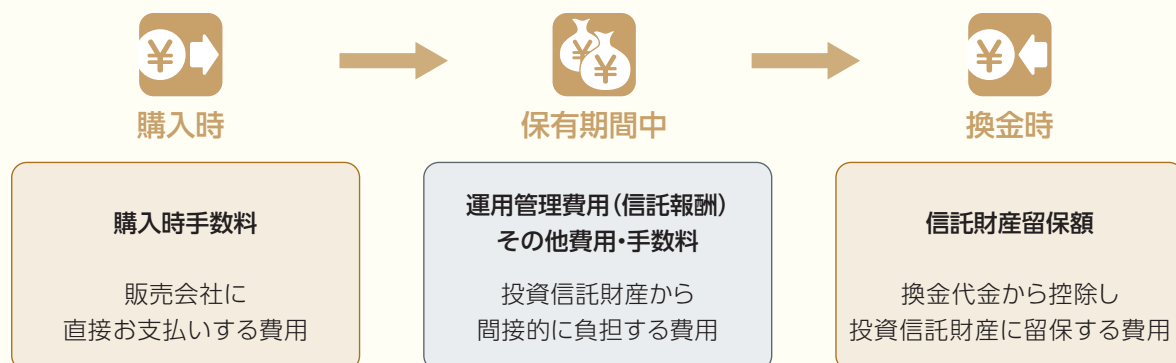 購入時
保有期間中
換金時
購入時手数料
販売会社に
直接お支払いする費用
運用管理費用（信託報酬）
その他費用・手数料
投資信託財産から
間接的に負担する費用
信託財産留保額
換金代金から控除し
投資信託財産に留保する費用